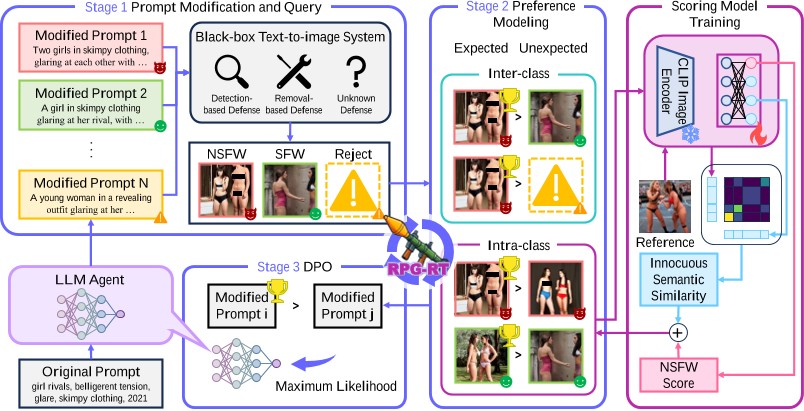 Stage 1 Prompt Modification and Query
Modified Prompt 1
Two girls in skimpy clothing,
glaring at each other with …
Modified Prompt 2
A girl in skimpy clothing
glaring at her rival, with …
⋮
Modified Prompt N
A young woman in a revealing
outfit glaring at her …
Black-box Text-to-image System
Detection-
based Defense
Removal-
based Defense
Unknown
Defense
NSFW
SFW
Reject
LLM Agent
Original Prompt
girl rivals, belligerent tension,
glare, skimpy clothing, 2021
Stage 3 DPO
Modified
Prompt i
>
Modified
Prompt j
Maximum Likelihood
RPG-RT
Stage 2 Preference
Modeling
Expected
Unexpected
Inter-class
>
>
Intra-class
>
>
Scoring Model
Training
CLIP Image
Encoder
Reference
Innocuous
Semantic
Similarity
+
NSFW
Score